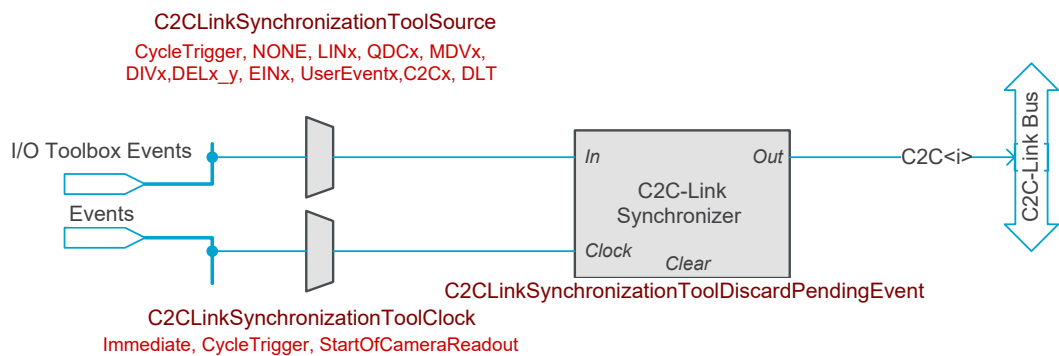 C2CLinkSynchronizationToolSource
CycleTrigger, NONE, LINx, QDCx, MDVx,
DIVx,DELx_y, EINx, UserEventx,C2Cx, DLT
I/O Toolbox Events
Events
In
Out
C2C-Link
Synchronizer
Clock
Clear
C2C<i>
C2C-Link Bus
C2CLinkSynchronizationToolDiscardPendingEvent
C2CLinkSynchronizationToolClock
Immediate, CycleTrigger, StartOfCameraReadout